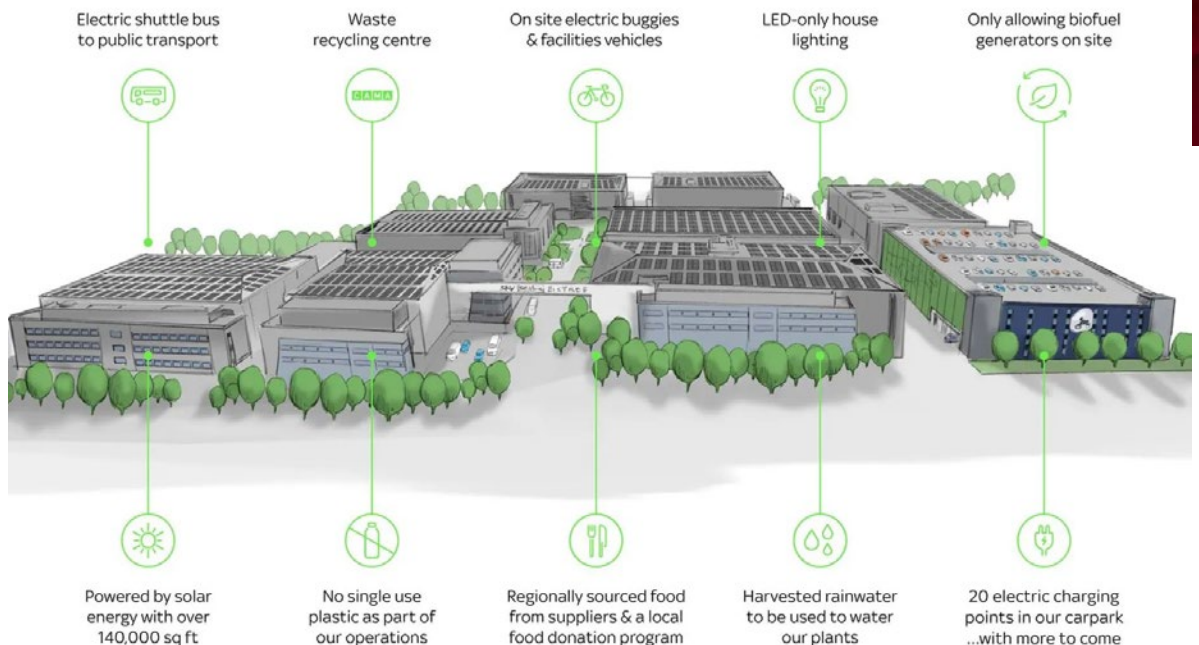 Electric shuttle bus
to public transport
Waste
recycling centre
On site electric buggies
& facilities vehicles
LED-only house
lighting
Only allowing biofuel
generators on site
CAMA
Powered by solar
energy with over
140,000 sq ft
No single use
plastic as part of
our operations
Regionally sourced food
from suppliers & a local
food donation program
Harvested rainwater
to be used to water
our plants
20 electric charging
points in our carpark
...with more to come